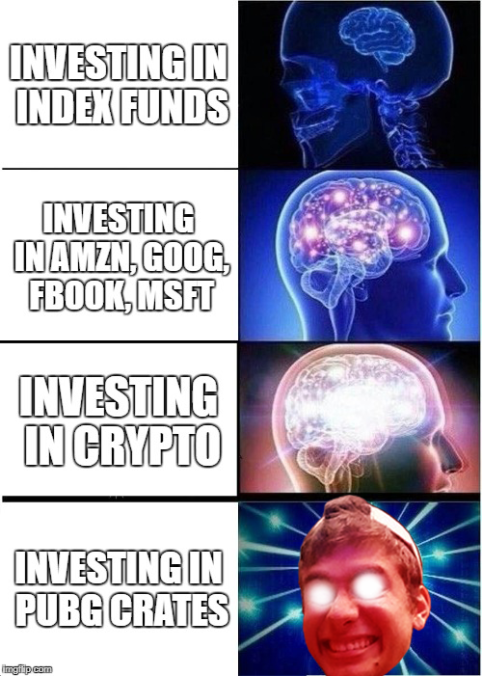 INVESTING IN
INDEX FUNDS
INVESTING
IN AMZN, GOOG,
FBOOK, MSFT
INVESTING
IN CRYPTO
INVESTING IN
PUBG CRATES
imgflip.com